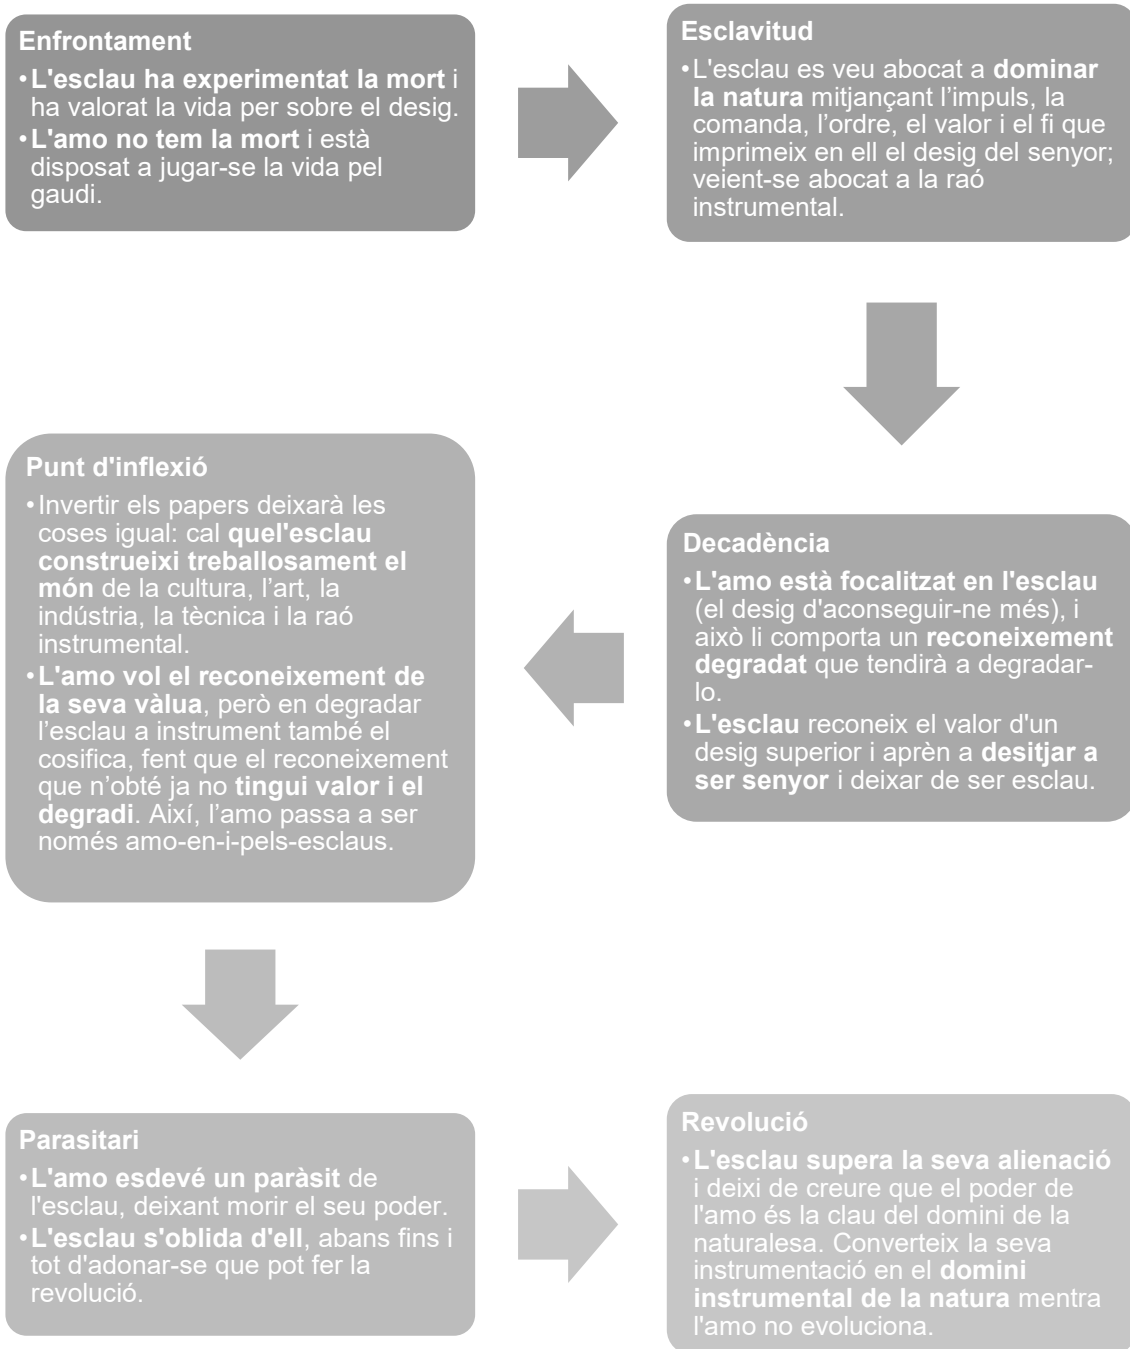 Enfrontament
•L'esclau ha experimentat la mort i
ha valorat la vida per sobre el desig.
•L'amo no tem la mort i està
disposat a jugar-se la vida pel
gaudi.
Esclavitud
•L'esclau es veu abocat a dominar
la natura mitjançant l’impuls, la
comanda, l’ordre, el valor i el fi que
imprimeix en ell el desig del senyor;
veient-se abocat a la raó
instrumental.
Decadència
•L'amo està focalitzat en l'esclau
(el desig d'aconseguir-ne més), i
això li comporta un reconeixement
degradat que tendirà a degradar-
lo.
•L'esclau reconeix el valor d'un
desig superior i aprèn a desitjar a
ser senyor i deixar de ser esclau.
Punt d'inflexió
•Invertir els papers deixarà les
coses igual: cal quel'esclau
construeixi treballosament el
món de la cultura, l’art, la
indústria, la tècnica i la raó
instrumental.
•L'amo vol el reconeixement de
la seva vàlua, però en degradar
l’esclau a instrument també el
cosifica, fent que el reconeixement
que n’obté ja no tingui valor i el
degradi. Així, l’amo passa a ser
només amo-en-i-pels-esclaus.
Parasitari
•L'amo esdevé un paràsit de
l'esclau, deixant morir el seu poder.
•L'esclau s'oblida d'ell, abans fins i
tot d'adonar-se que pot fer la
revolució.
Revolució
•L'esclau supera la seva alienació
i deixi de creure que el poder de
l'amo és la clau del domini de la
naturalesa. Converteix la seva
instrumentació en el domini
instrumental de la natura mentra
l'amo no evoluciona.